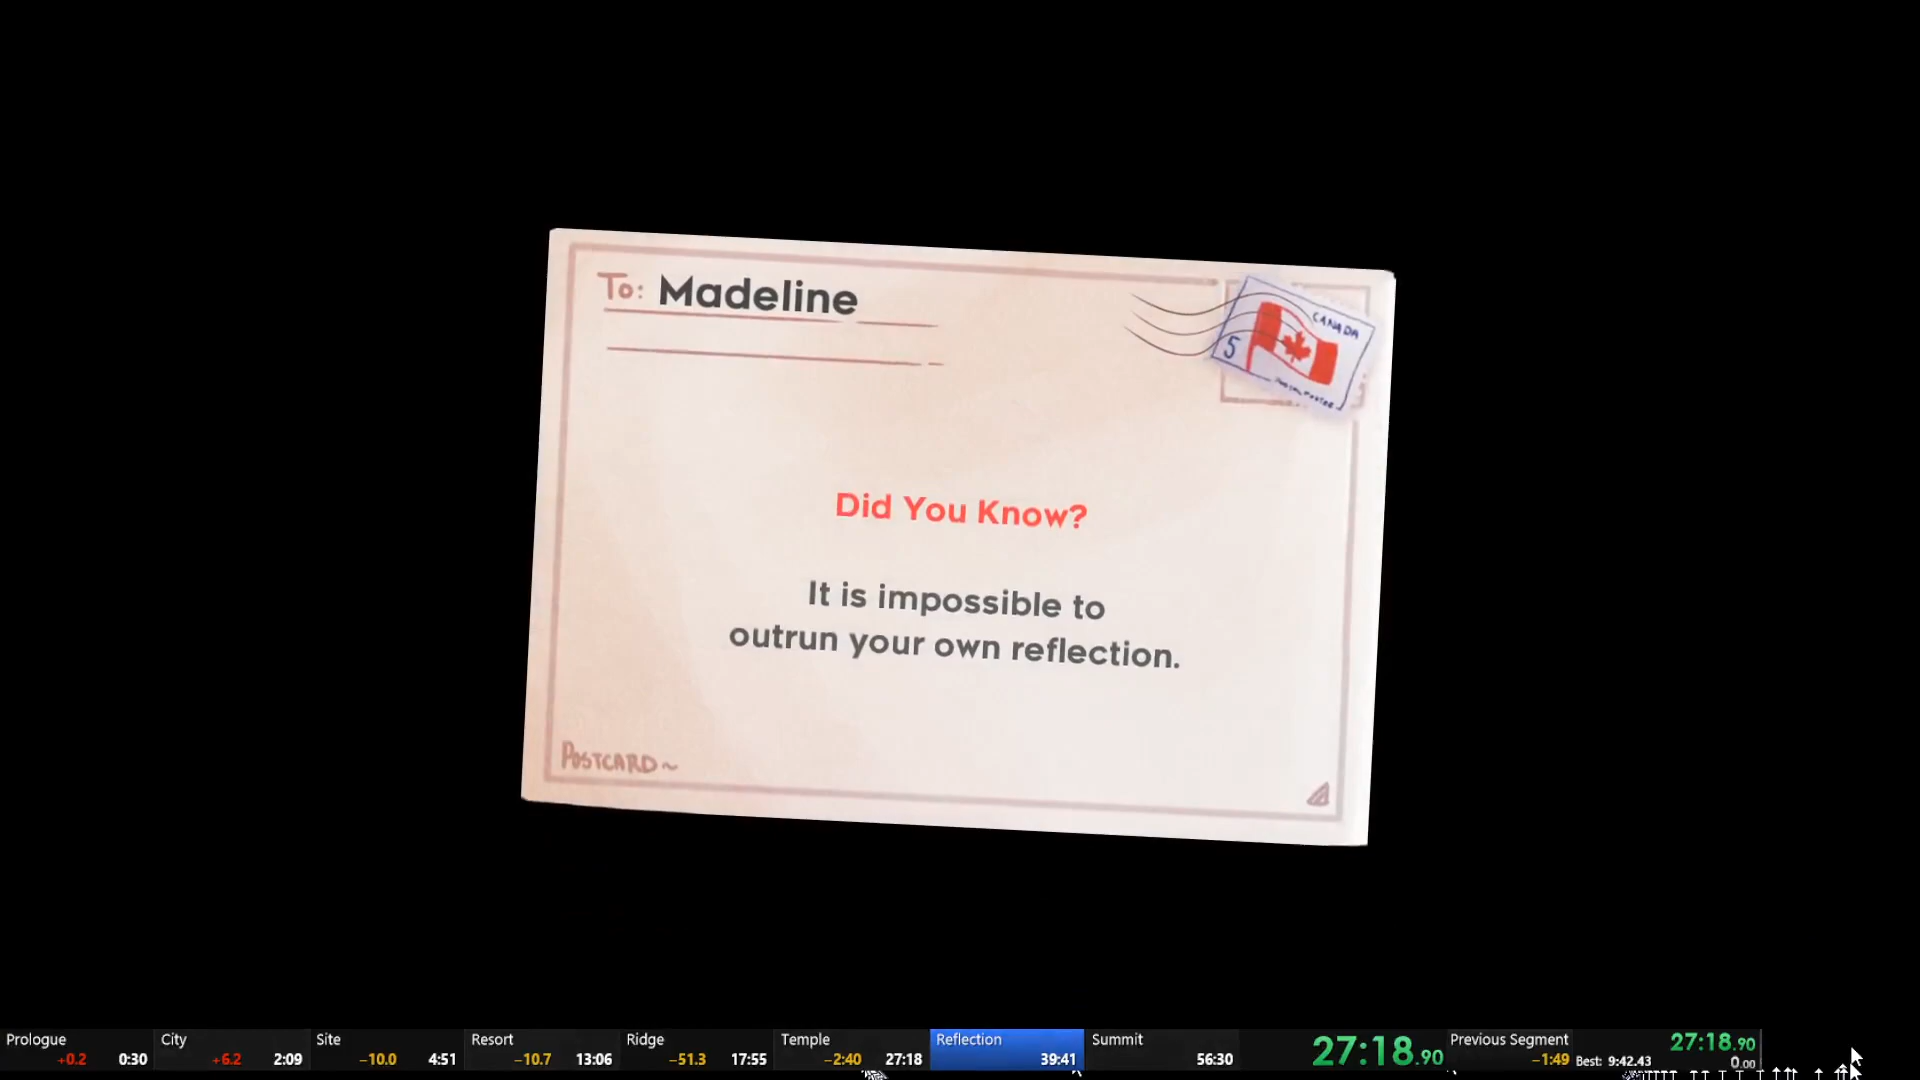 To: Madeline
CANADA
5
Did You Know?
It is impossible to
outrun your own reflection.
POSTCARD~
Prologue
+0.2 0:30
City
+6.2 2:09
Site
−10.0 4:51
Resort
−10.7 13:06
Ridge
−51.3 17:55
Temple
−2:40 27:18
Reflection
39:41
Summit
56:30
27:18.90
Previous Segment
−1:49 Best: 9:42.43
27:18.90
0.00